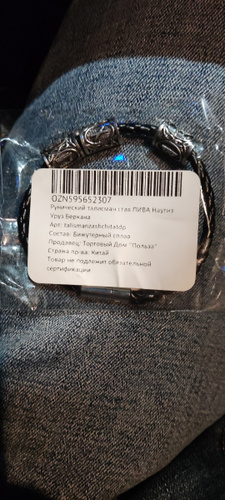 OZN595652307
Рунический талисман став ПИВА Наутиз
Уруз Беркана
Арт: talismanzashchitatdp
Состав: Бижутерный сплав
Продавец: Торговый Дом "Польза"
Страна пр-ва: Китай
Товар не подлежит обязательной
сертификации